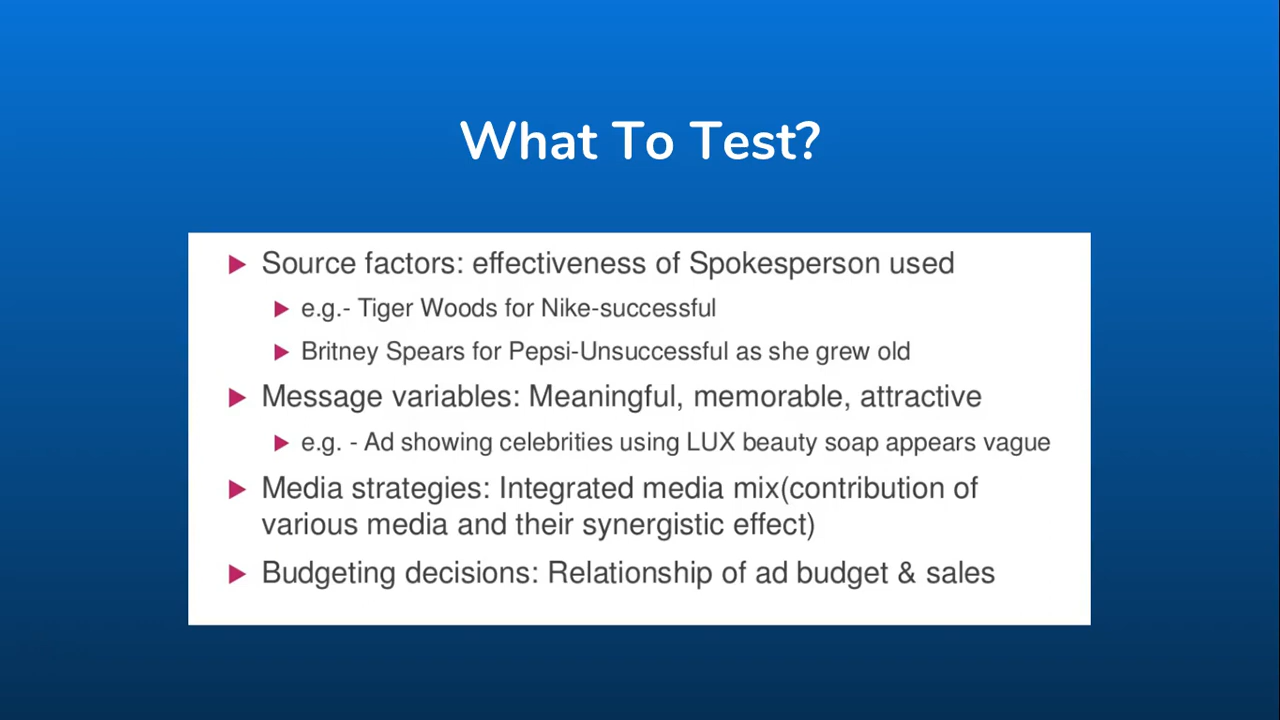 What To Test?
Source factors: effectiveness of Spokesperson used
e.g.- Tiger Woods for Nike-successful
Britney Spears for Pepsi-Unsuccessful as she grew old
Message variables: Meaningful, memorable, attractive
e.g. - Ad showing celebrities using LUX beauty soap appears vague
Media strategies: Integrated media mix(contribution of
various media and their synergistic effect)
Budgeting decisions: Relationship of ad budget & sales